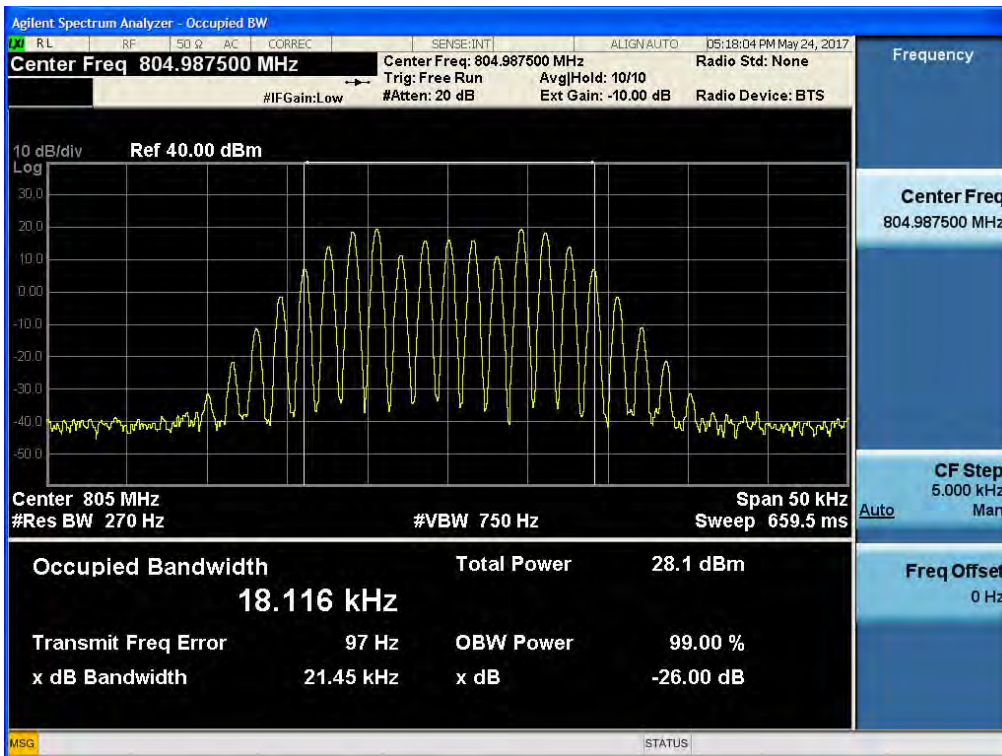 Agilent Spectrum Analyzer - Occupied BW
LXI RL RF 50 Ω AC CORREC SENSE:INT ALIGNAUTO 05:18:04 PM May 24, 2017
Center Freq 804.987500 MHz Center Freq: 804.987500 MHz Radio Std: None
Trig: Free Run Avg|Hold: 10/10
#IFGain:Low #Atten: 20 dB Ext Gain: -10.00 dB Radio Device: BTS
10 dB/div Ref 40.00 dBm
Log
30.0
20.0
10.0
0.00
-10.0
-20.0
-30.0
-40.0
-50.0
Center 805 MHz Span 50 kHz
#Res BW 270 Hz #VBW 750 Hz Sweep 659.5 ms
Occupied Bandwidth Total Power 28.1 dBm
18.116 kHz
Transmit Freq Error 97 Hz OBW Power 99.00 %
x dB Bandwidth 21.45 kHz x dB -26.00 dB
MSG STATUS
Frequency
Center Freq
804.987500 MHz
CF Step
5.000 kHz
Auto Man
Freq Offset
0 Hz